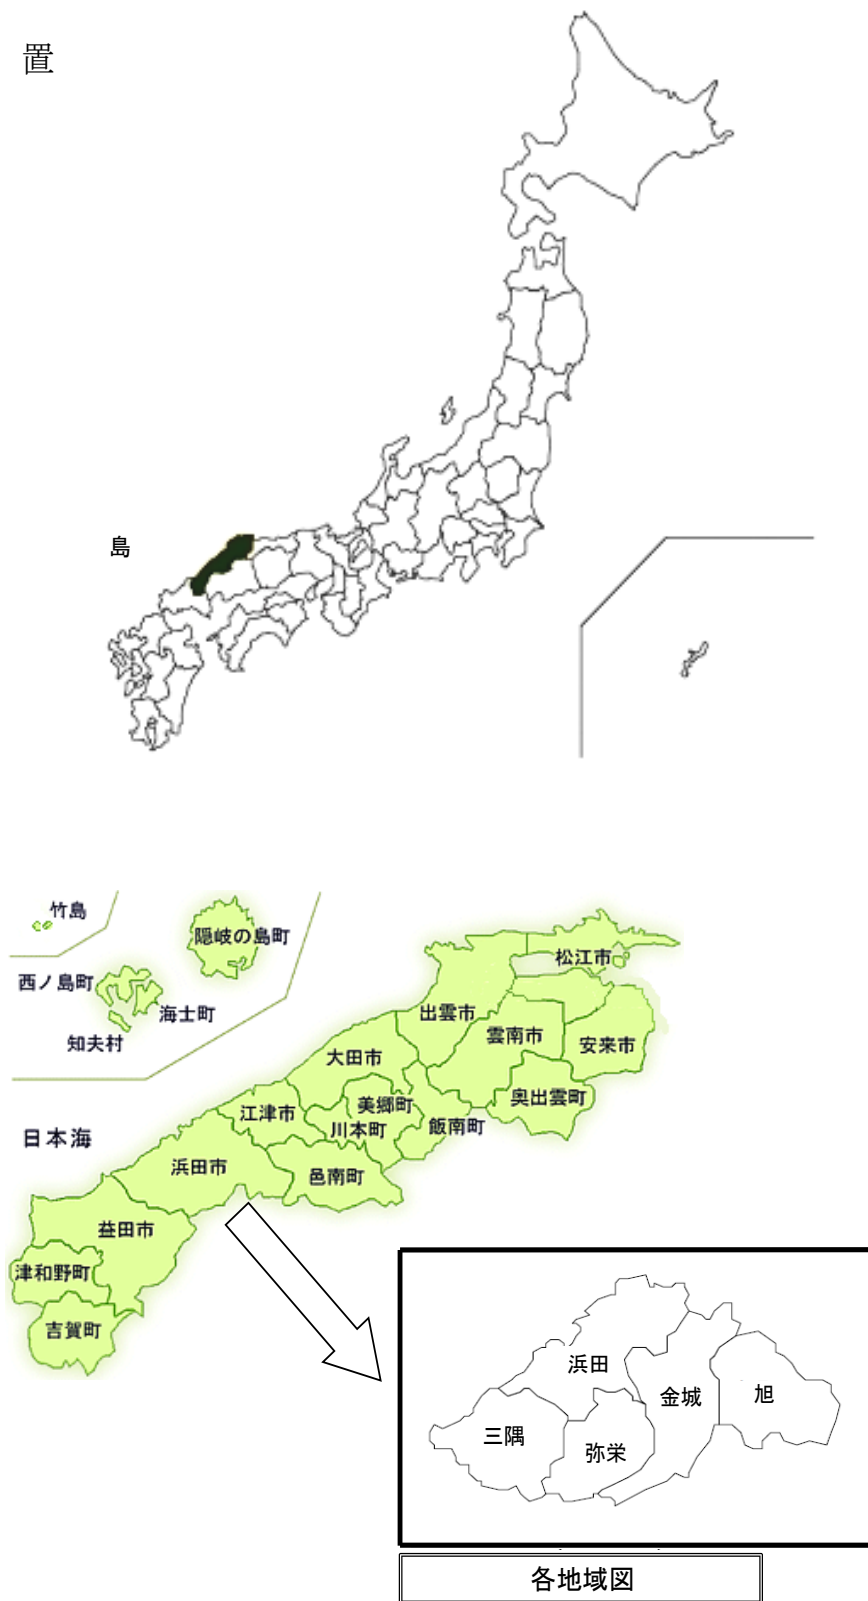 置
島
竹島
隠岐の島町
西ノ島町
海士町
知夫村
松江市
出雲市
雲南市
安来市
大田市
奥出雲町
美郷町
江津市
川本町
飯南町
日本海
浜田市
邑南町
益田市
津和野町
吉賀町
浜田
金城
旭
三隅
弥栄
各地域図